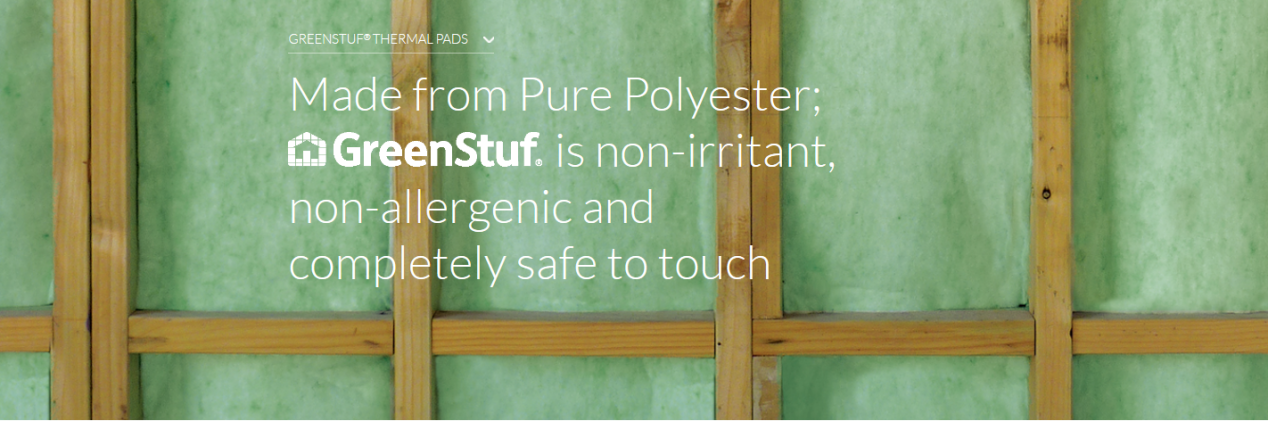 GREENSTUF® THERMAL PADS
Made from Pure Polyester;
GreenStuf® is non-irritant,
non-allergenic and
completely safe to touch